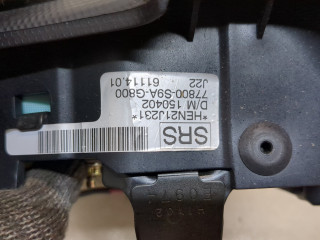 SRS
*HEN21J231*
D/M 150402
77800-S9A-G800
61114.01
J22